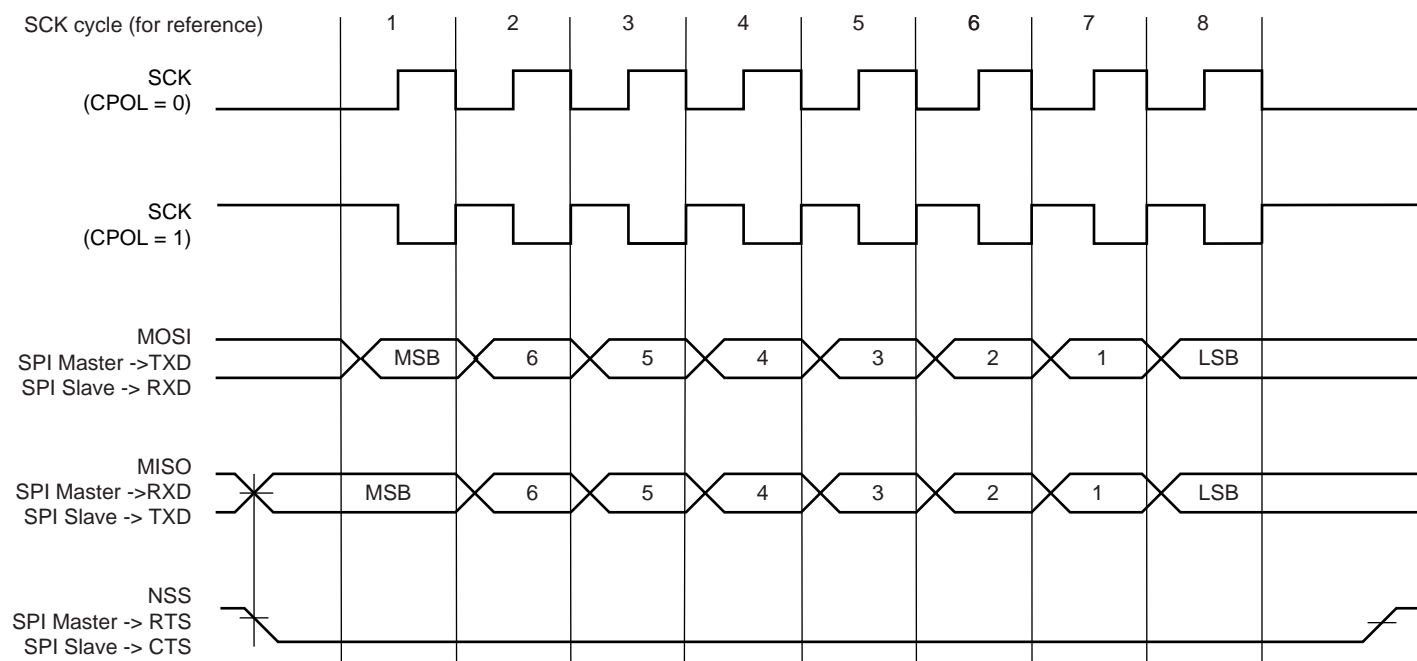 SCK cycle (for reference) 1 2 3 4 5 6 7 8
SCK
(CPOL = 0)
SCK
(CPOL = 1)
MOSI
SPI Master ->TXD
SPI Slave -> RXD
MSB 6 5 4 3 2 1 LSB
MISO
SPI Master ->RXD
SPI Slave -> TXD
MSB 6 5 4 3 2 1 LSB
NSS
SPI Master -> RTS
SPI Slave -> CTS